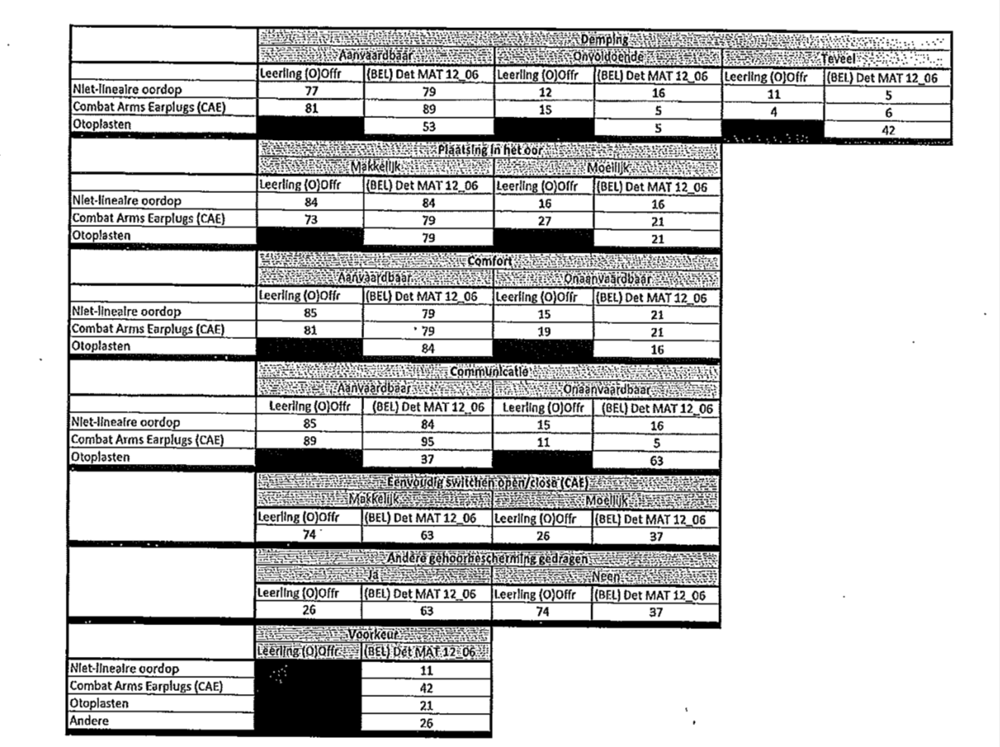 Demping
Aanvaardbaar Onvoldoende Teveel
Leerling (O)Offr (BEL) Det MAT 12_06 Leerling (O)Offr (BEL) Det MAT 12_06 Leerling (O)Offr (BEL) Det MAT 12_06
Niet-lineaire oordop 77 79 12 16 11 5
Combat Arms Earplugs (CAE) 81 89 15 5 4 6
Otoplasten 53 5 42
Plaatsing in het oor
Makkelijk Moeilijk
Leerling (O)Offr (BEL) Det MAT 12_06 Leerling (O)Offr (BEL) Det MAT 12_06
Niet-lineaire oordop 84 84 16 16
Combat Arms Earplugs (CAE) 73 79 27 21
Otoplasten 79 21
Comfort
Aanvaardbaar Onaanvaardbaar
Leerling (O)Offr (BEL) Det MAT 12_06 Leerling (O)Offr (BEL) Det MAT 12_06
Niet-lineaire oordop 85 79 15 21
Combat Arms Earplugs (CAE) 81 79 19 21
Otoplasten 84 16
Communicatie
Aanvaardbaar Onaanvaardbaar
Leerling (O)Offr (BEL) Det MAT 12_06 Leerling (O)Offr (BEL) Det MAT 12_06
Niet-lineaire oordop 85 84 15 16
Combat Arms Earplugs (CAE) 89 95 11 5
Otoplasten 37 63
Eenvoudig switchen open/close (CAE)
Makkelijk Moeilijk
Leerling (O)Offr (BEL) Det MAT 12_06 Leerling (O)Offr (BEL) Det MAT 12_06
74 63 26 37
Andere gehoorbescherming gedragen
Ja Neen
Leerling (O)Offr (BEL) Det MAT 12_06 Leerling (O)Offr (BEL) Det MAT 12_06
26 63 74 37
Voorkeur
Leerling (O)Offr (BEL) Det MAT 12_06
Niet-lineaire oordop 11
Combat Arms Earplugs (CAE) 42
Otoplasten 21
Andere 26